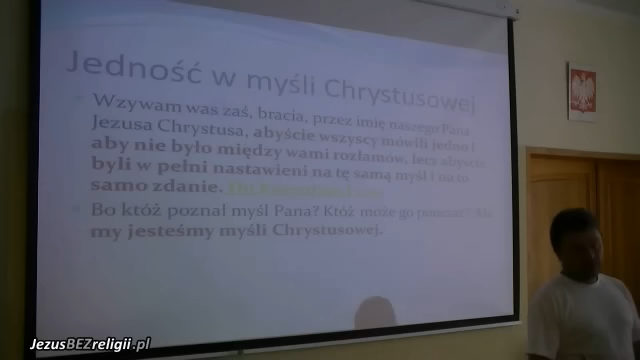 Jedność w myśli Chrystusowej
Wzywam was zaś, bracia, przez imię naszego Pana
Jezusa Chrystusa, abyście wszyscy mówili jedno i
aby nie było między wami rozłamów, lecz abyście
byli w pełni nastawieni na tę samą myśl i na to
samo zdanie.
Bo któż poznał myśl Pana? Któż może go pouczać? Ale
my jesteśmy myśli Chrystusowej.
JezusBEZreligii.pl